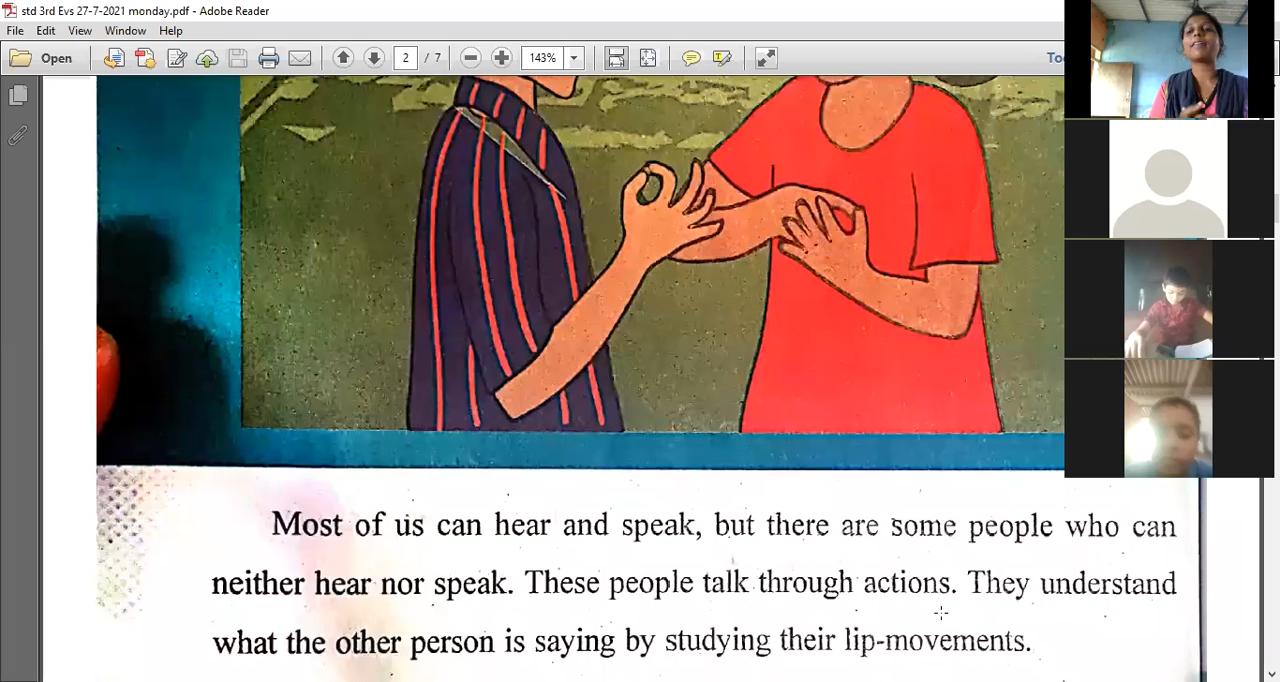 std 3rd Evs 27-7-2021 monday.pdf - Adobe Reader
File Edit View Window Help
Open 2 / 7 143%
Most of us can hear and speak, but there are some people who can
neither hear nor speak. These people talk through actions. They understand
what the other person is saying by studying their lip-movements.